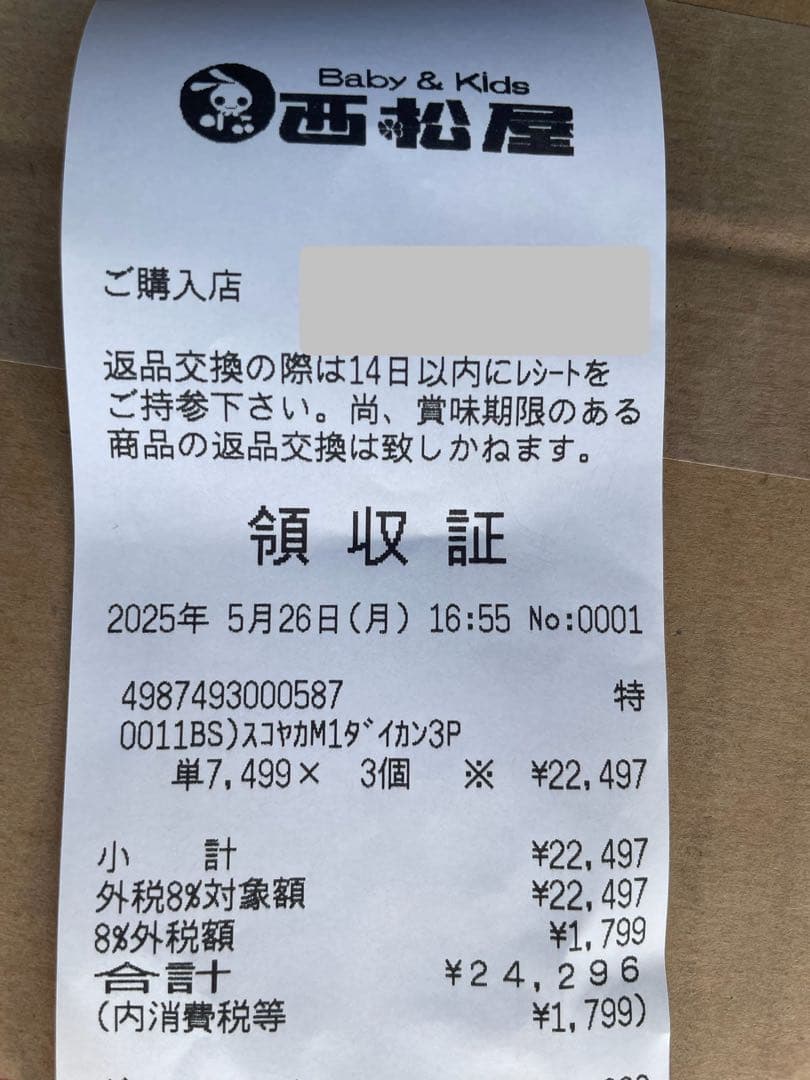 Baby & Kids
西松屋
ご購入店
返品交換の際は14日以内にﾚｼｰﾄを
ご持参下さい。尚、賞味期限のある
商品の返品交換は致しかねます。
領収証
2025年 5月26日(月) 16:55 No:0001
4987493000587 特
0011BS)ｽｺﾔｶM1ﾀﾞｲｶﾝ3P
単7,499× 3個 ※ ¥22,497
小 計 ¥22,497
外税8%対象額 ¥22,497
8%外税額 ¥1,799
合計 ¥24,296
(内消費税等 ¥1,799)